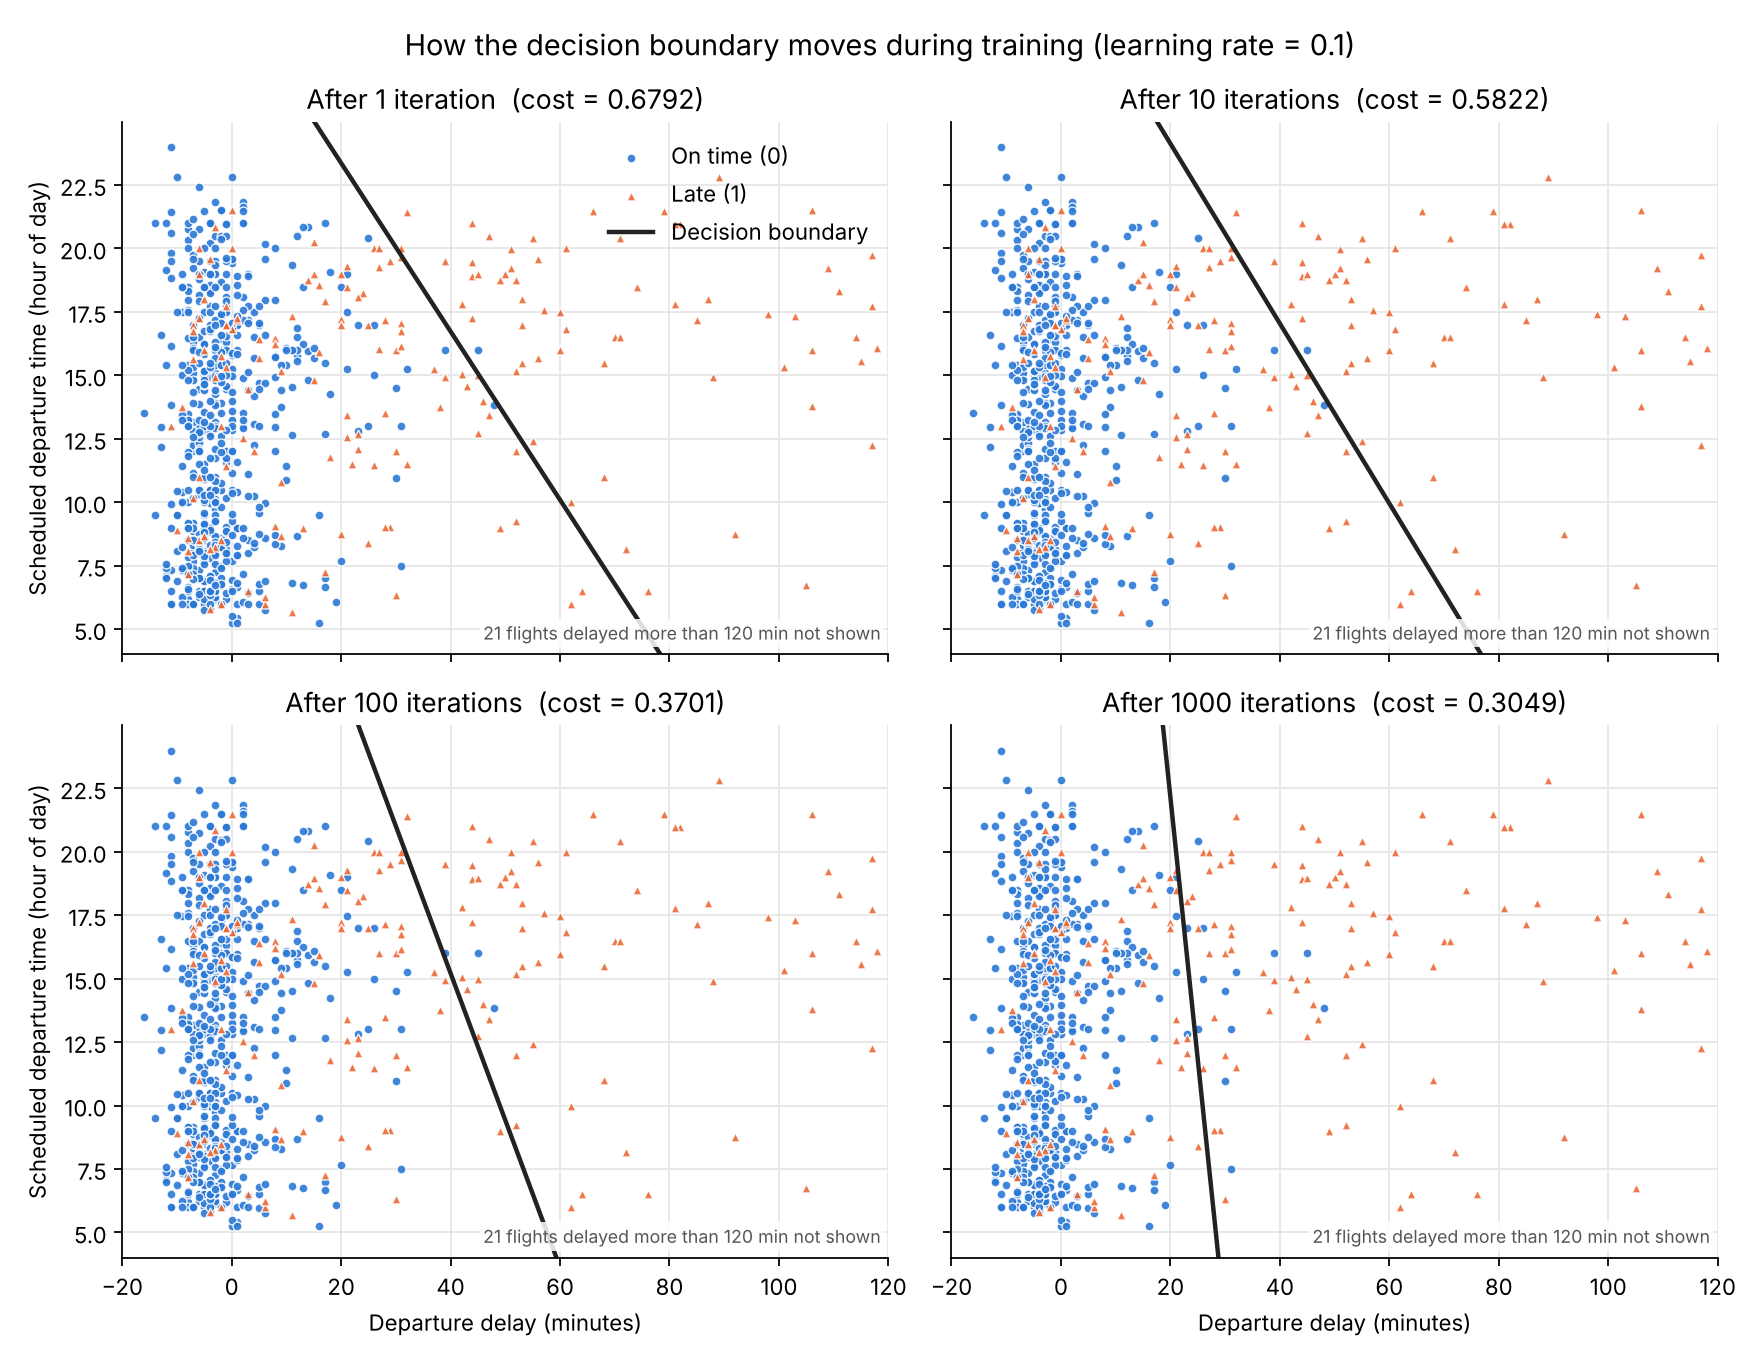 How the decision boundary moves during training (learning rate = 0.1)
After 1 iteration (cost = 0.6792)
On time (0)
Late (1)
Decision boundary
Scheduled departure time (hour of day)
22.5
20.0
17.5
15.0
12.5
10.0
7.5
5.0
21 flights delayed more than 120 min not shown
After 10 iterations (cost = 0.5822)
21 flights delayed more than 120 min not shown
After 100 iterations (cost = 0.3701)
Scheduled departure time (hour of day)
22.5
20.0
17.5
15.0
12.5
10.0
7.5
5.0
21 flights delayed more than 120 min not shown
−20 0 20 40 60 80 100 120
Departure delay (minutes)
After 1000 iterations (cost = 0.3049)
21 flights delayed more than 120 min not shown
−20 0 20 40 60 80 100 120
Departure delay (minutes)